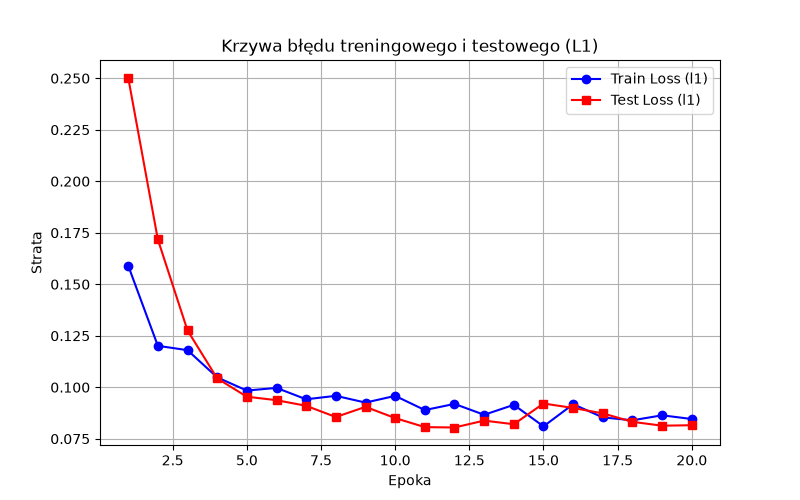 Krzywa błędu treningowego i testowego (L1)
Train Loss (l1)
Test Loss (l1)
0.250
0.225
0.200
0.175
0.150
0.125
0.100
0.075
Strata
2.5 5.0 7.5 10.0 12.5 15.0 17.5 20.0
Epoka